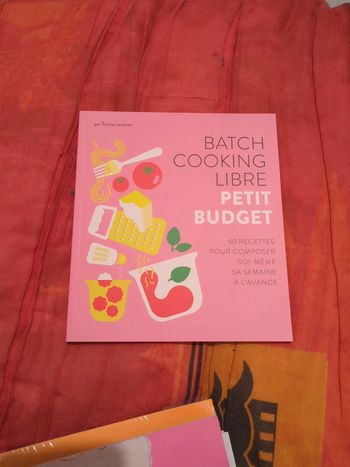 par Émilie Laraison
BATCH
COOKING
LIBRE
PETIT
BUDGET
50 RECETTES
POUR COMPOSER
SOI-MÊME
SA SEMAINE
À L'AVANCE